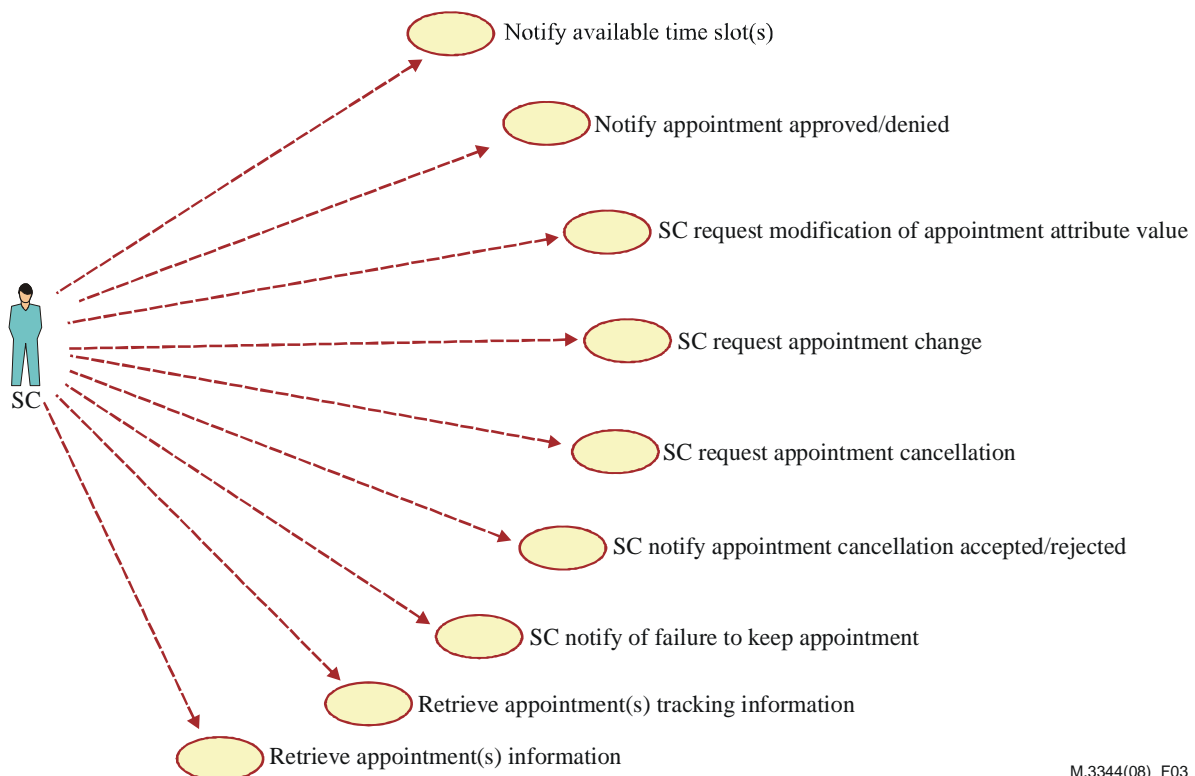 Notify available time slot(s)
Notify appointment approved/denied
SC request modification of appointment attribute value
SC request appointment change
SC
SC request appointment cancellation
SC notify appointment cancellation accepted/rejected
SC notify of failure to keep appointment
Retrieve appointment(s) tracking information
Retrieve appointment(s) information
M.3344(08)_F03